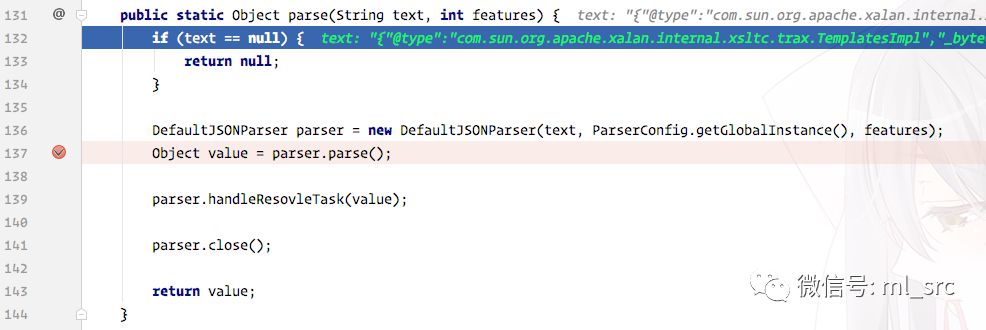 131 @ public static Object parse(String text, int features) { text: "{"@type":"com.sun.org.apache.xalan.internal.
132 if (text == null) { text: "{"@type":"com.sun.org.apache.xalan.internal.xsltc.trax.TemplatesImpl","_byte
133 return null;
134 }
135
136 DefaultJSONParser parser = new DefaultJSONParser(text, ParserConfig.getGlobalInstance(), features);
137 Object value = parser.parse();
138
139 parser.handleResovleTask(value);
140
141 parser.close();
142
143 return value;
144 }
微信号: ml_src